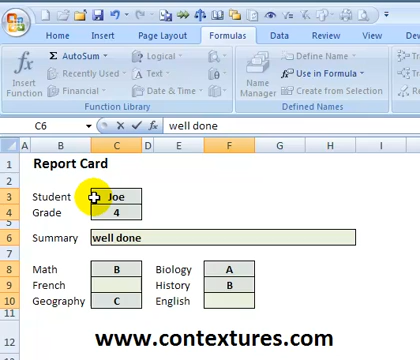 Home Insert Page Layout Formulas Data Review View
fx Insert Function
Σ AutoSum
Recently Used
Financial
Logical
Text
Date & Time
Function Library
Name Manager
Define Name
Use in Formula
Create from Selection
Defined Names
C6 fx well done
A B C D E F G H
1 Report Card
2
3 Student Joe
4 Grade 4
5
6 Summary well done
8 Math B Biology A
9 French History B
10 Geography C English
11
12 www.contextures.com